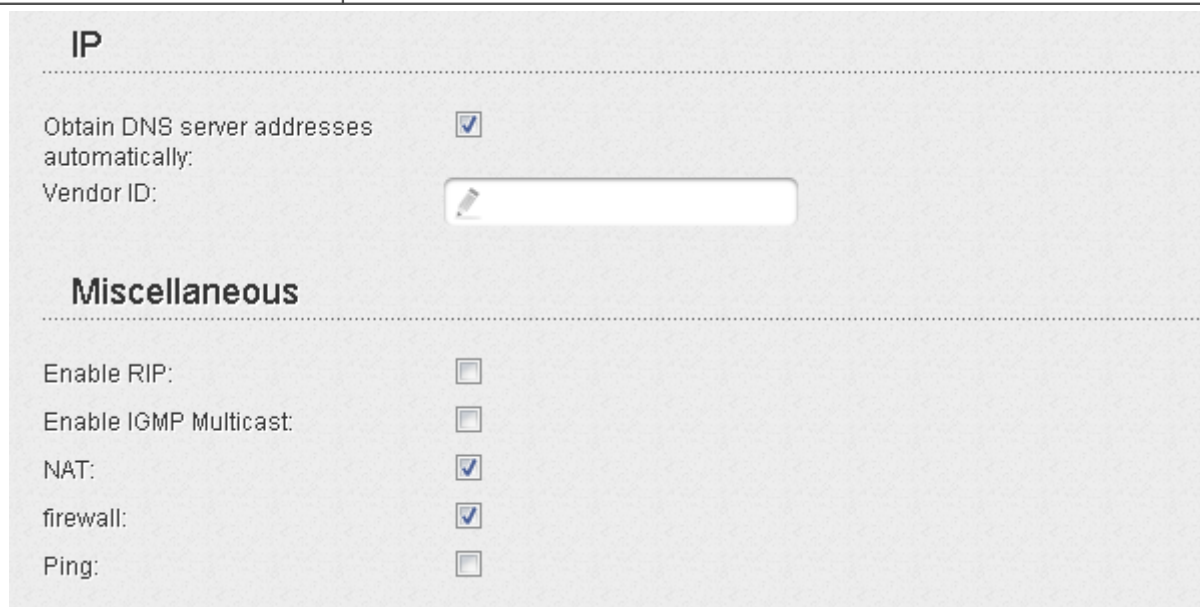 IP
Obtain DNS server addresses
automatically:
Vendor ID:
Miscellaneous
Enable RIP:
Enable IGMP Multicast:
NAT:
firewall:
Ping: